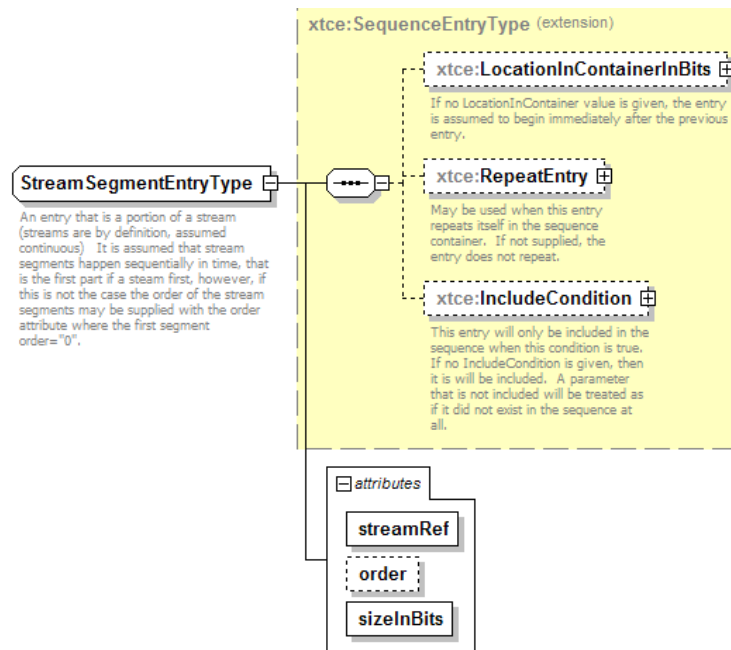 xtce:SequenceEntryType (extension)
xtce:LocationInContainerInBits
If no LocationInContainer value is given, the entry
is assumed to begin immediately after the previous
entry.
StreamSegmentEntryType
An entry that is a portion of a stream
(streams are by definition, assumed
continuous)   It is assumed that stream
segments happen sequentially in time, that
is the first part if a steam first, however, if
this is not the case the order of the stream
segments may be supplied with the order
attribute where the first segment
order="0".
xtce:RepeatEntry
May be used when this entry
repeats itself in the sequence
container.  If not supplied, the
entry does not repeat.
xtce:IncludeCondition
This entry will only be included in the
sequence when this condition is true.
If no IncludeCondition is given, then
it is will be included.  A parameter
that is not included will be treated as
if it did not exist in the sequence at
all.
attributes
streamRef
order
sizeInBits